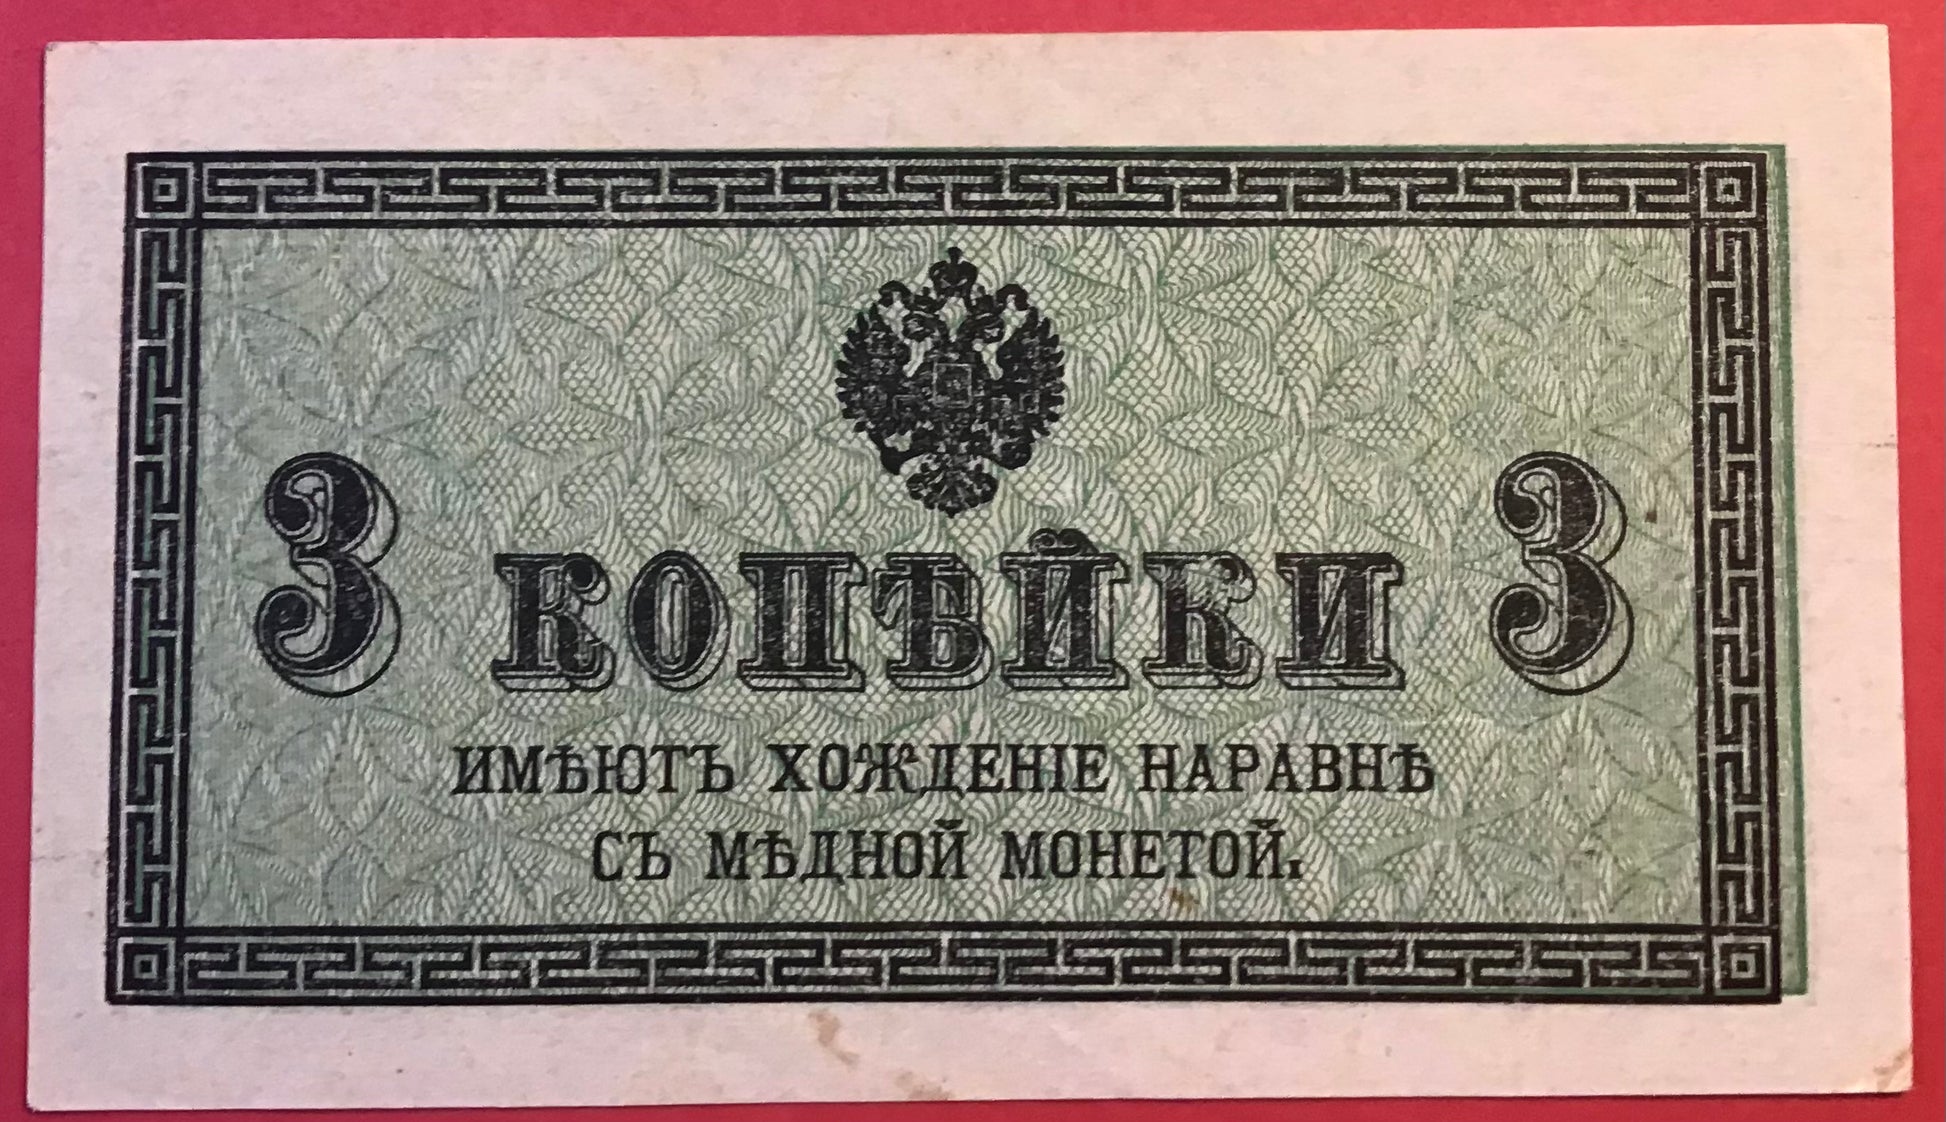 3 КОПѢЙКИ 3
ИМѢЮТЪ ХОЖДЕНІЕ НАРАВНѢ
СЪ МѢДНОЙ МОНЕТОЙ.